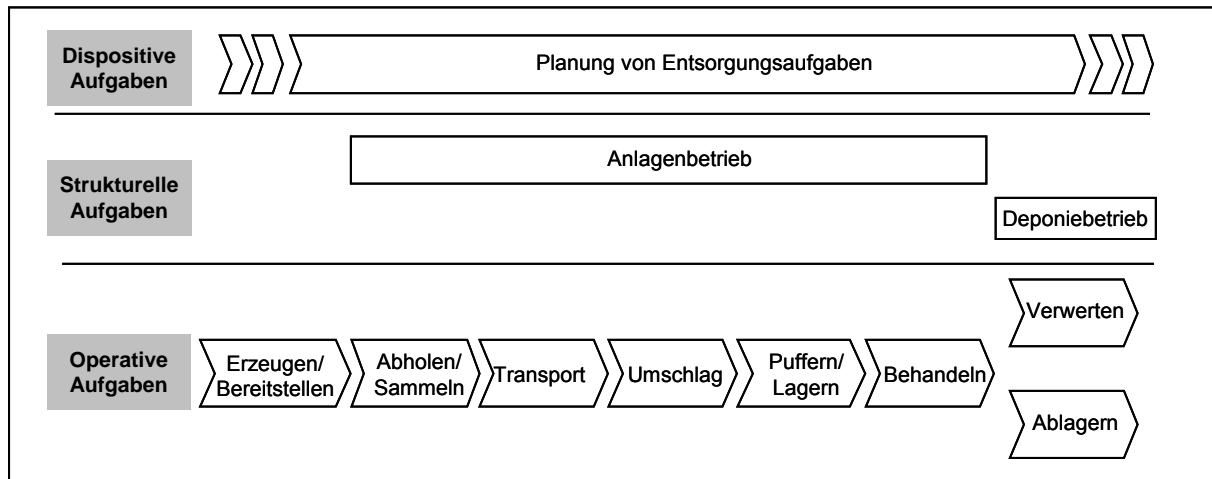 Dispositive
Aufgaben
Planung von Entsorgungsaufgaben
Strukturelle
Aufgaben
Anlagenbetrieb
Deponiebetrieb
Operative
Aufgaben
Erzeugen/
Bereitstellen
Abholen/
Sammeln
Transport
Umschlag
Puffern/
Lagern
Behandeln
Verwerten
Ablagern